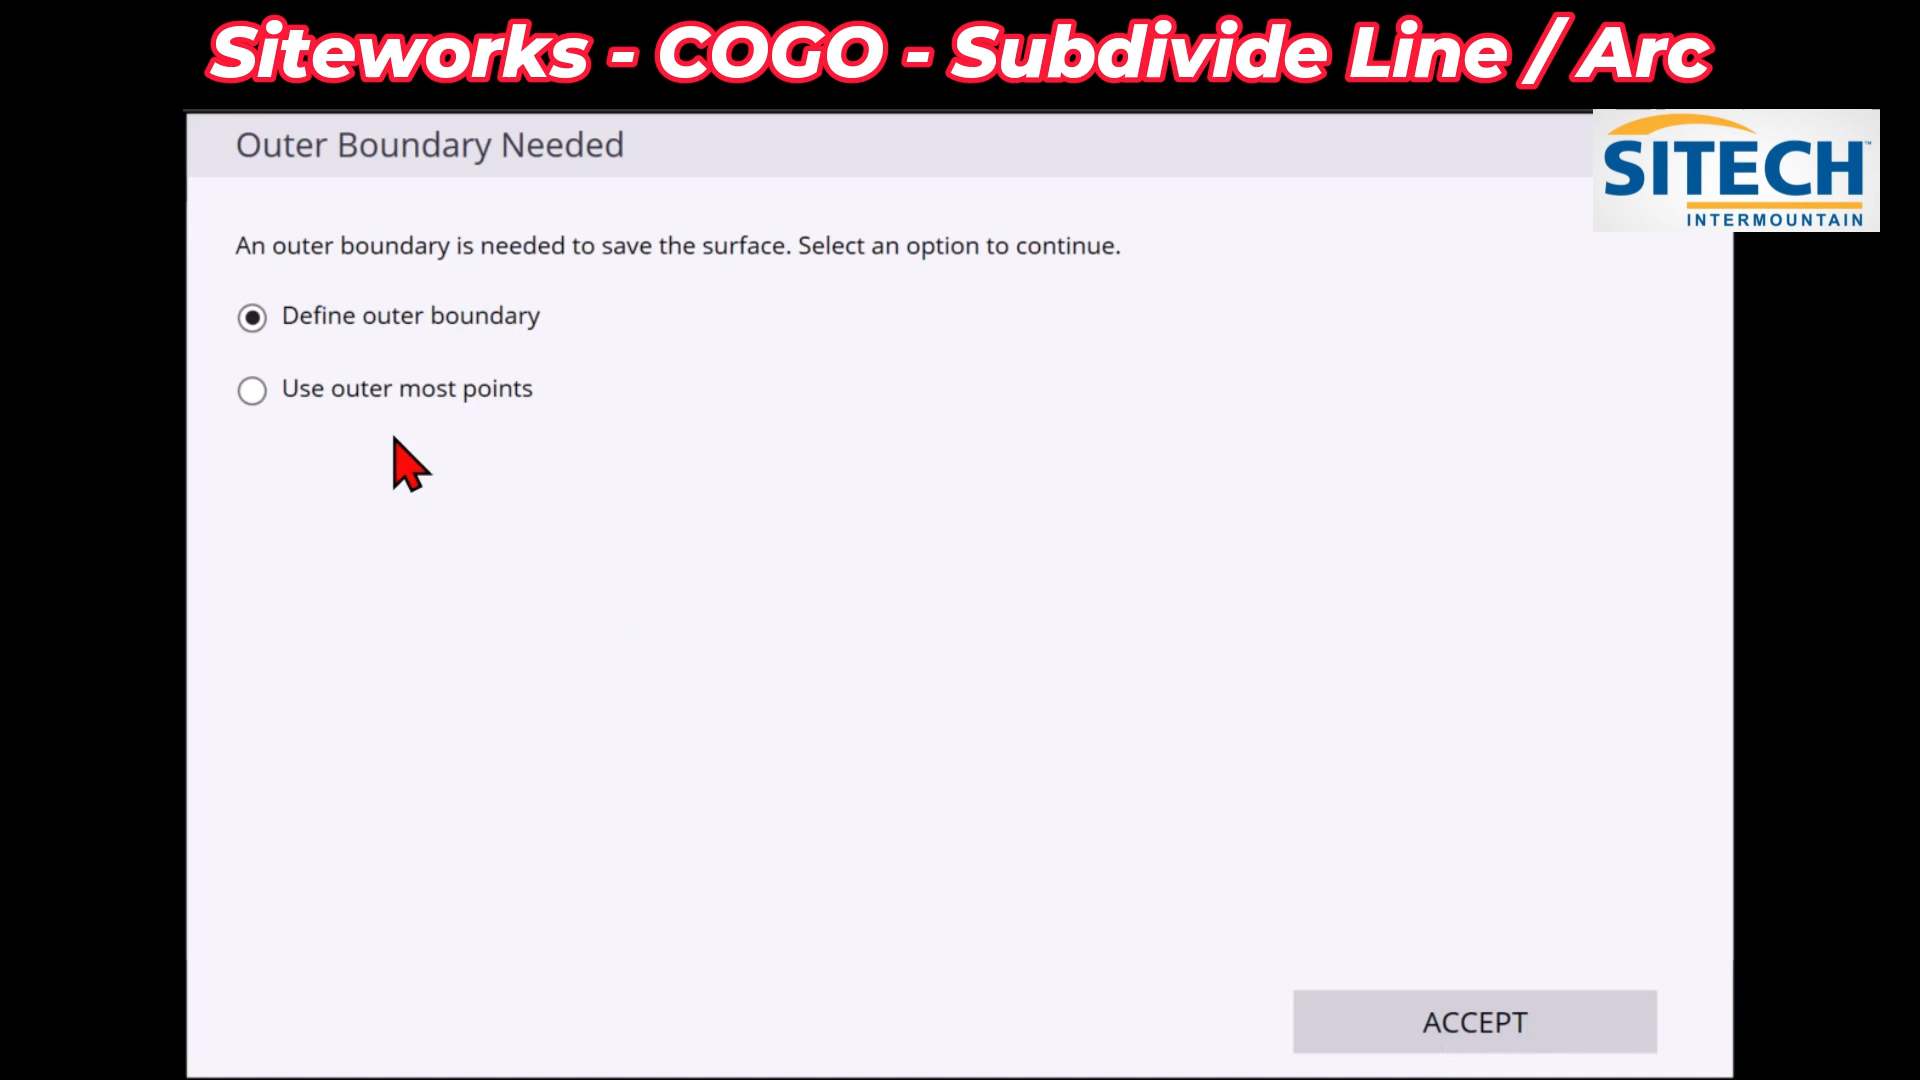 Siteworks - COGO - Subdivide Line / Arc
Outer Boundary Needed
SITECH™
INTERMOUNTAIN
An outer boundary is needed to save the surface. Select an option to continue.
Define outer boundary
Use outer most points
ACCEPT